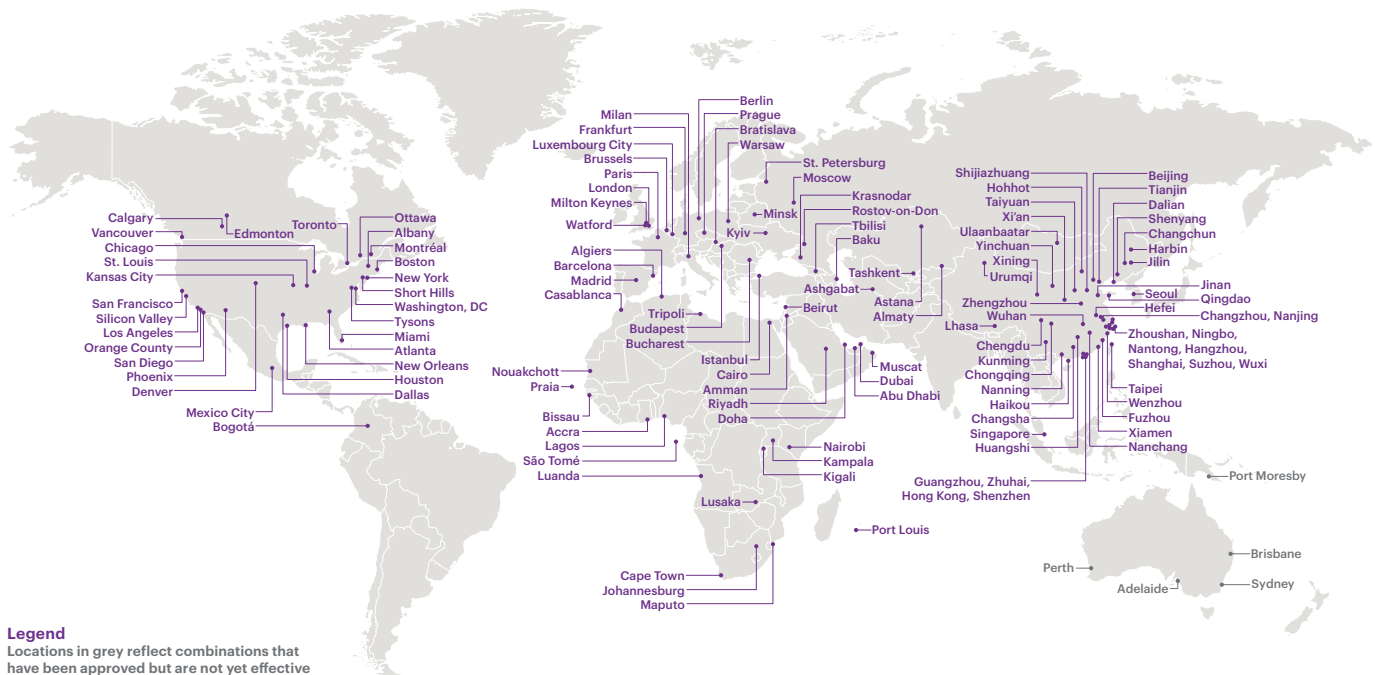 Calgary
Vancouver
Edmonton
Chicago
St. Louis
Kansas City
San Francisco
Silicon Valley
Los Angeles
Orange County
San Diego
Phoenix
Denver
Mexico City
Bogotá
Toronto
Ottawa
Albany
Montréal
Boston
New York
Short Hills
Washington, DC
Tysons
Miami
Atlanta
New Orleans
Houston
Dallas
Milan
Frankfurt
Luxembourg City
Brussels
Paris
London
Milton Keynes
Watford
Berlin
Prague
Bratislava
Warsaw
St. Petersburg
Moscow
Minsk
Kyiv
Krasnodar
Rostov-on-Don
Tbilisi
Baku
Algiers
Barcelona
Madrid
Casablanca
Tripoli
Budapest
Bucharest
Istanbul
Cairo
Amman
Riyadh
Doha
Beirut
Muscat
Dubai
Abu Dhabi
Tashkent
Ashgabat
Astana
Almaty
Nouakchott
Praia
Bissau
Accra
Lagos
São Tomé
Luanda
Nairobi
Kampala
Kigali
Lusaka
Port Louis
Cape Town
Johannesburg
Maputo
Shijiazhuang
Hohhot
Taiyuan
Xi’an
Ulaanbaatar
Yinchuan
Xining
Urumqi
Zhengzhou
Wuhan
Lhasa
Chengdu
Kunming
Chongqing
Nanning
Haikou
Changsha
Singapore
Huangshi
Guangzhou, Zhuhai,
Hong Kong, Shenzhen
Beijing
Tianjin
Dalian
Shenyang
Changchun
Harbin
Jilin
Jinan
Seoul
Qingdao
Hefei
Changzhou, Nanjing
Zhoushan, Ningbo,
Nantong, Hangzhou,
Shanghai, Suzhou, Wuxi
Taipei
Wenzhou
Fuzhou
Xiamen
Nanchang
Port Moresby
Brisbane
Perth
Adelaide
Sydney
Legend
Locations in grey reflect combinations that
have been approved but are not yet effective